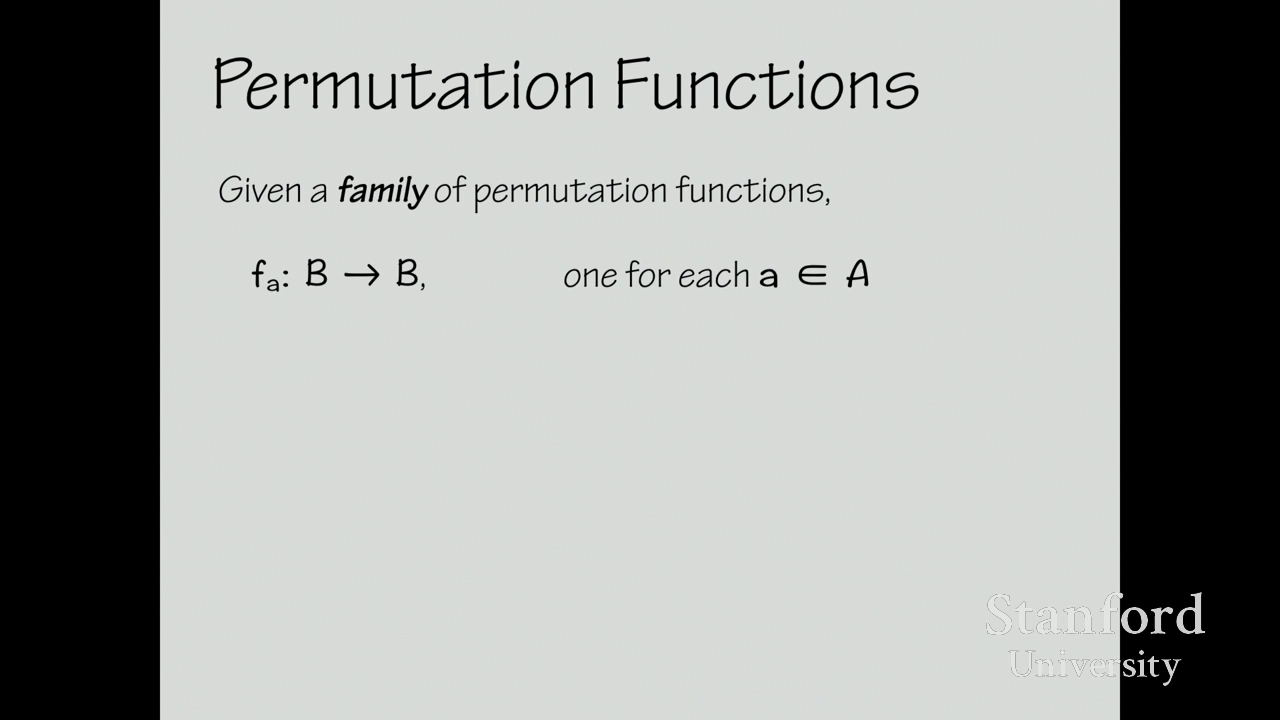 Permutation Functions
Given a family of permutation functions,
fₐ: B → B, one for each a ∈ A
Stanford
University